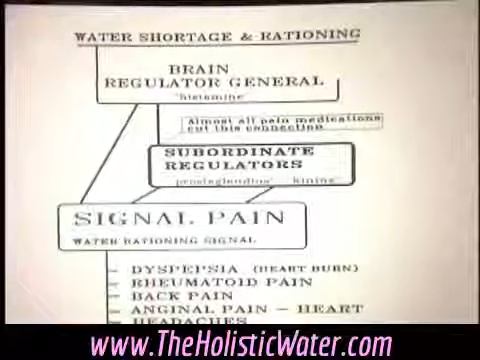 WATER SHORTAGE & RATIONING
BRAIN
REGULATOR GENERAL
"histamine"
Almost all pain medications
cut this connection
SUBORDINATE
REGULATORS
prostaglandins' kinins'
SIGNAL PAIN
WATER RATIONING SIGNAL
DYSPEPSIA (HEART BURN)
RHEUMATOID PAIN
BACK PAIN
ANGINAL PAIN — HEART
HEADACHES
www.TheHolisticWater.com